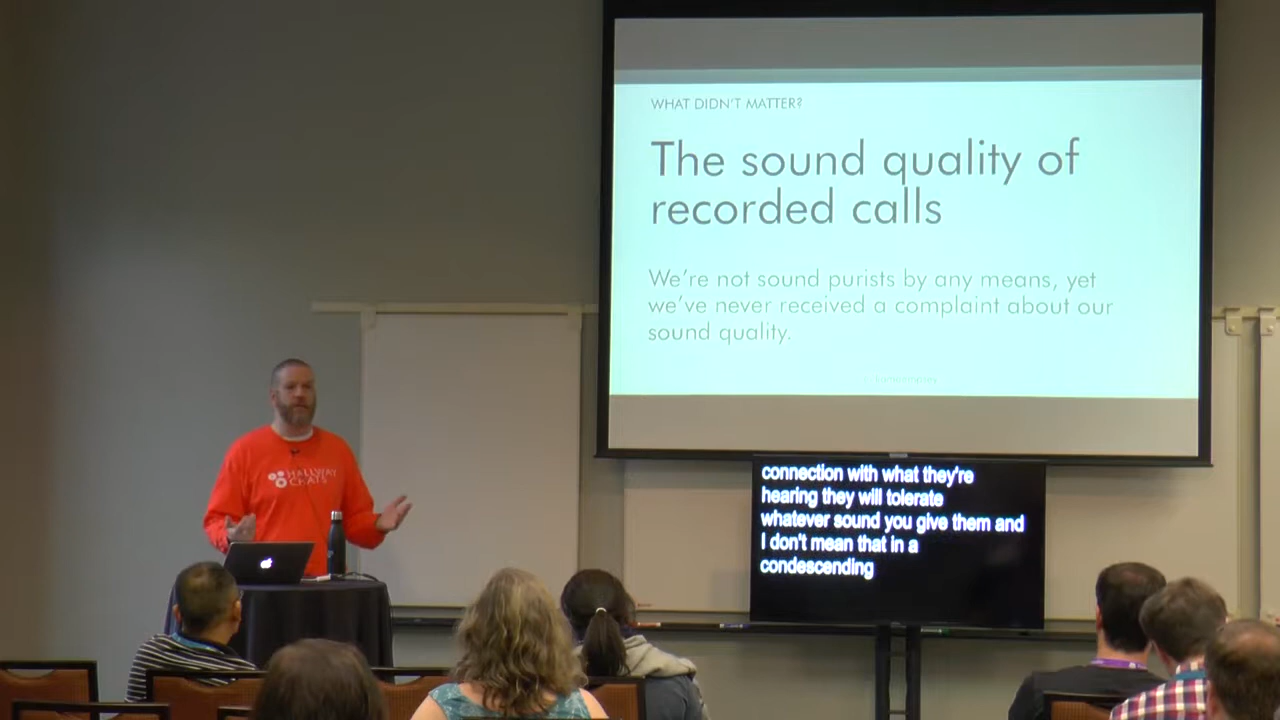 WHAT DIDN'T MATTER?
The sound quality of
recorded calls
We're not sound purists by any means, yet
we've never received a complaint about our
sound quality.
HALLWAY
CHATS
connection with what they're
hearing they will tolerate
whatever sound you give them and
I don't mean that in a
condescending